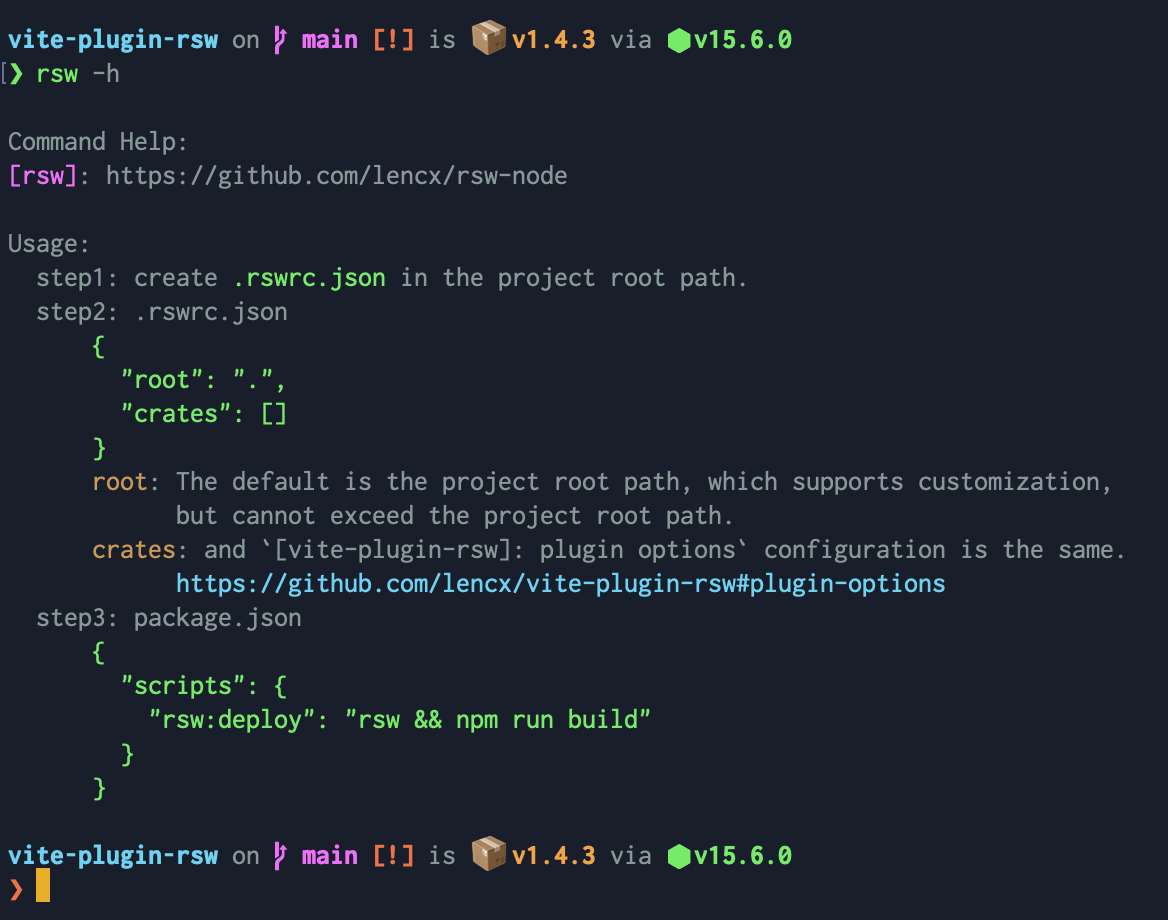 vite-plugin-rsw on main [!] is 📦v1.4.3 via ⬢v15.6.0
[❯ rsw -h
Command Help:
[rsw]: https://github.com/lencx/rsw-node
Usage:
step1: create .rswrc.json in the project root path.
step2: .rswrc.json
{
"root": ".",
"crates": []
}
root: The default is the project root path, which supports customization,
but cannot exceed the project root path.
crates: and `[vite-plugin-rsw]: plugin options` configuration is the same.
https://github.com/lencx/vite-plugin-rsw#plugin-options
step3: package.json
{
"scripts": {
"rsw:deploy": "rsw && npm run build"
}
}
vite-plugin-rsw on main [!] is 📦v1.4.3 via ⬢v15.6.0
❯